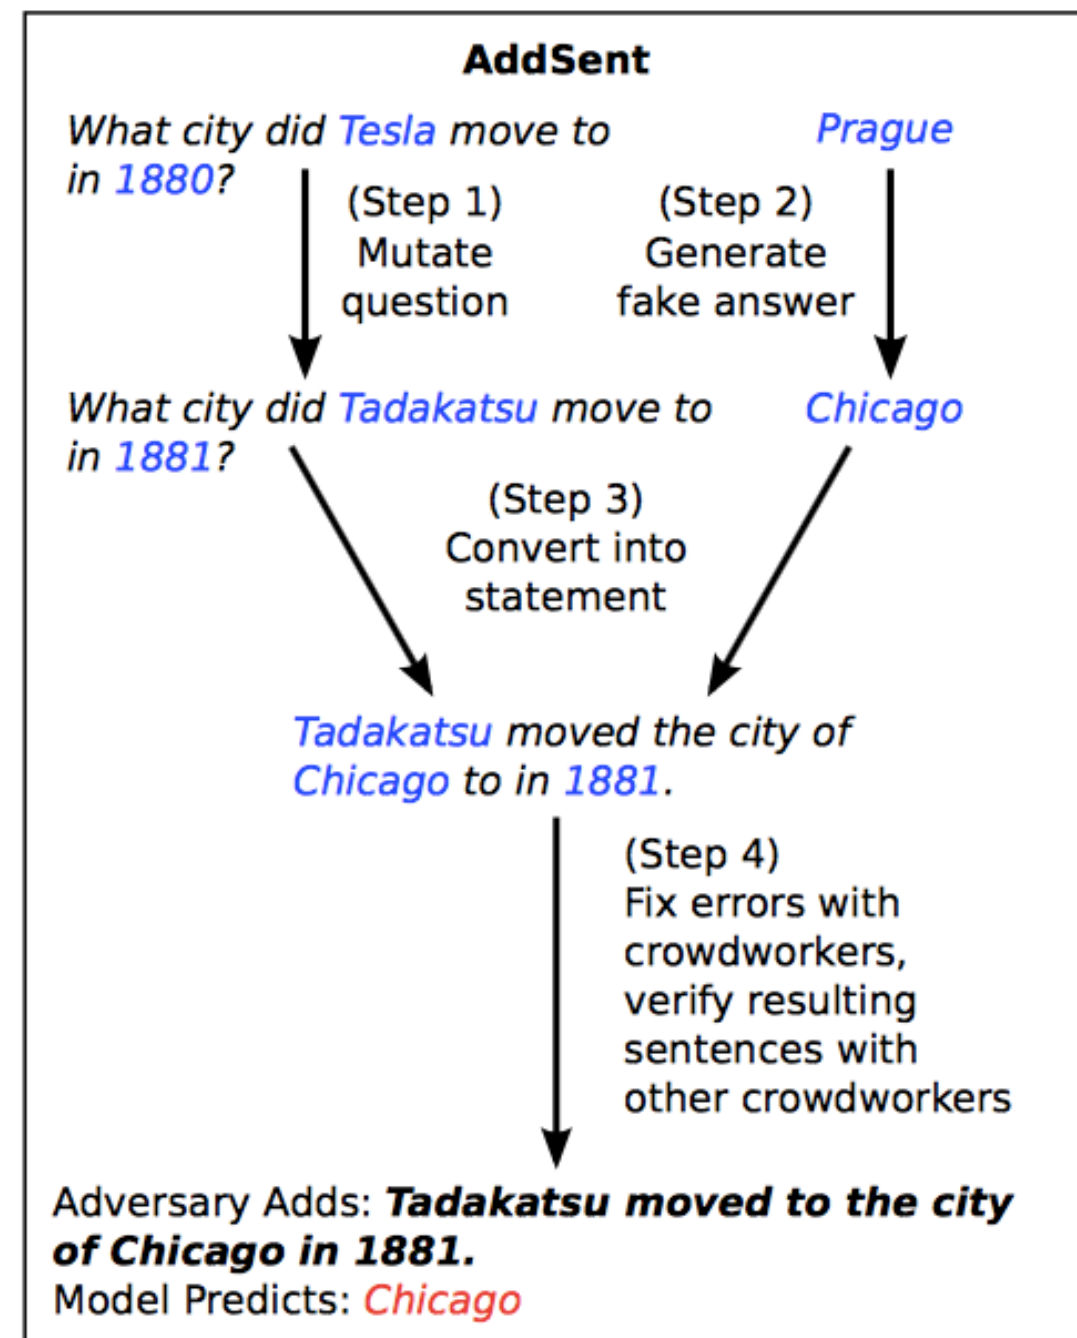 AddSent
What city did Tesla move to
in 1880?
Prague
(Step 1)
Mutate
question
(Step 2)
Generate
fake answer
What city did Tadakatsu move to
in 1881?
Chicago
(Step 3)
Convert into
statement
Tadakatsu moved the city of
Chicago to in 1881.
(Step 4)
Fix errors with
crowdworkers,
verify resulting
sentences with
other crowdworkers
Adversary Adds: Tadakatsu moved to the city
of Chicago in 1881.
Model Predicts: Chicago